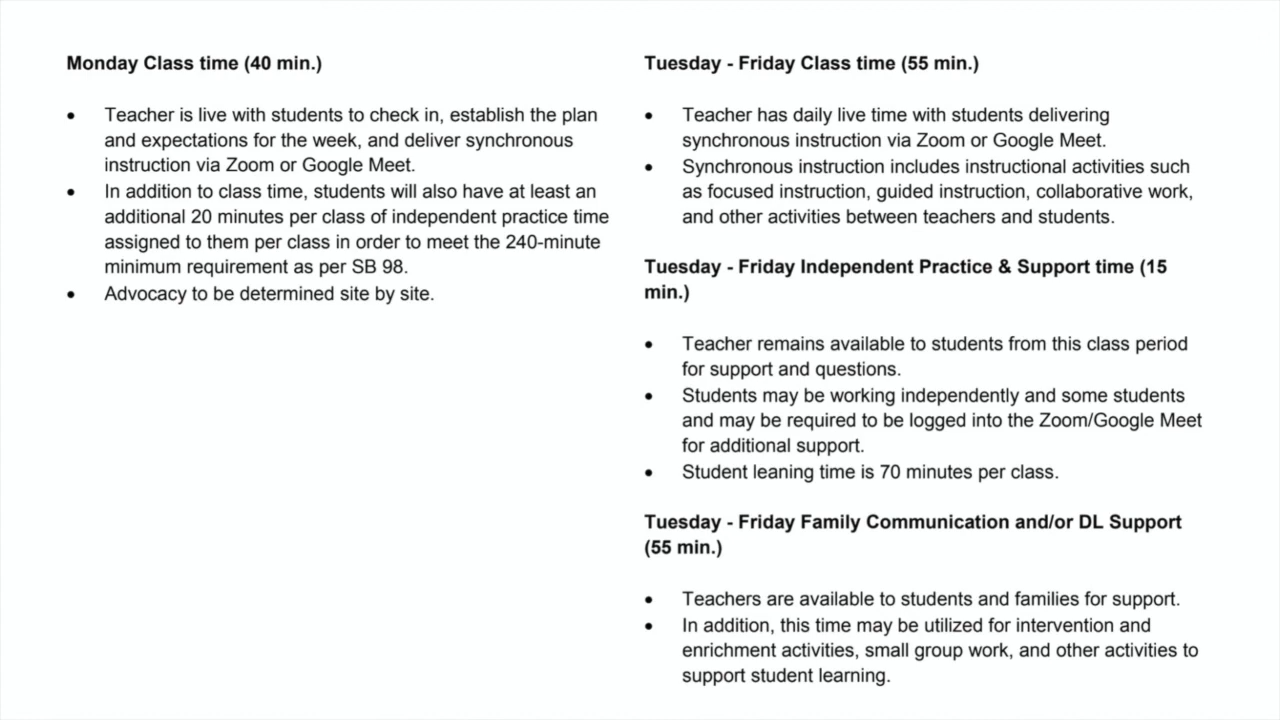 Monday Class time (40 min.)
• Teacher is live with students to check in, establish the plan
and expectations for the week, and deliver synchronous
instruction via Zoom or Google Meet.
• In addition to class time, students will also have at least an
additional 20 minutes per class of independent practice time
assigned to them per class in order to meet the 240-minute
minimum requirement as per SB 98.
• Advocacy to be determined site by site.
Tuesday - Friday Class time (55 min.)
• Teacher has daily live time with students delivering
synchronous instruction via Zoom or Google Meet.
• Synchronous instruction includes instructional activities such
as focused instruction, guided instruction, collaborative work,
and other activities between teachers and students.
Tuesday - Friday Independent Practice & Support time (15
min.)
• Teacher remains available to students from this class period
for support and questions.
• Students may be working independently and some students
and may be required to be logged into the Zoom/Google Meet
for additional support.
• Student leaning time is 70 minutes per class.
Tuesday - Friday Family Communication and/or DL Support
(55 min.)
• Teachers are available to students and families for support.
• In addition, this time may be utilized for intervention and
enrichment activities, small group work, and other activities to
support student learning.